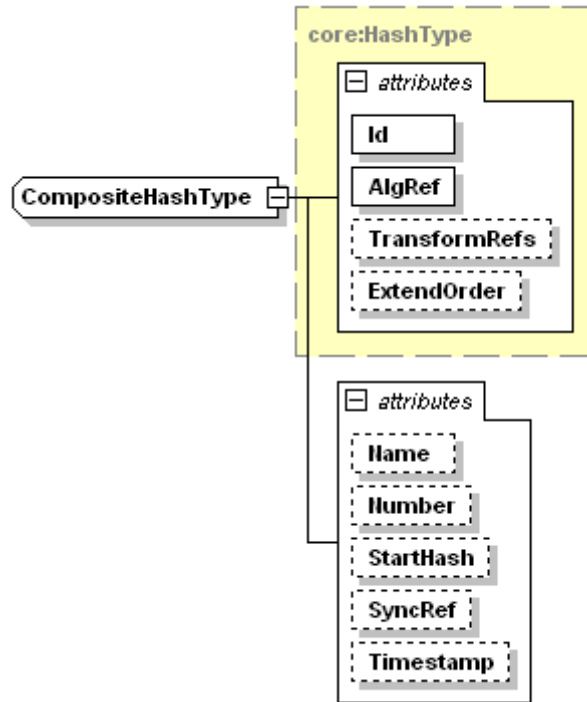 core:HashType
attributes
Id
AlgRef
CompositeHashType
TransformRefs
ExtendOrder
attributes
Name
Number
StartHash
SyncRef
Timestamp